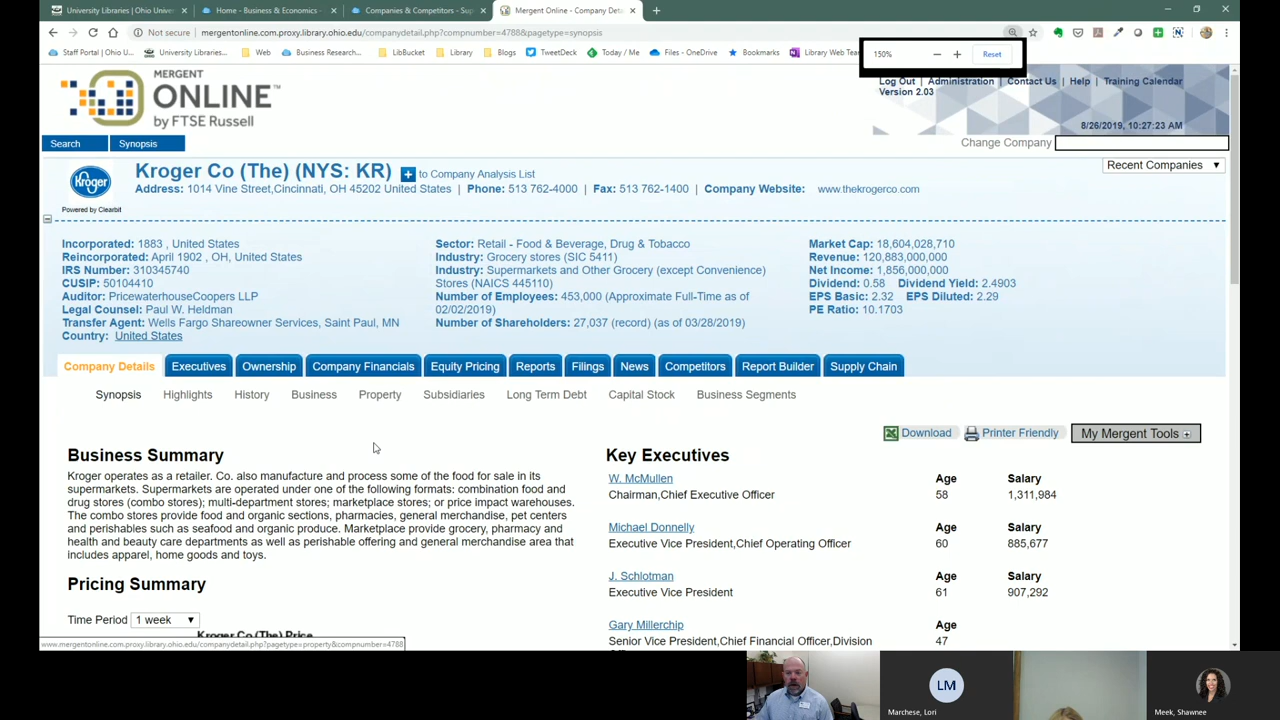 University Libraries | Ohio Univer
Home - Business & Economics -
Companies & Competitors - Sup
Mergent Online - Company Deta
Not secure | mergentonline.com.proxy.library.ohio.edu/companydetail.php?compnumber=4788&pagetype=synopsis
Staff Portal | Ohio U...
University Libraries...
Web
Business Research...
LibBucket
Library
Blogs
TweetDeck
Today / Me
Files - OneDrive
Bookmarks
Library Web Tea
150%
Reset
MERGENT
ONLINE™
by FTSE Russell
Log Out | Administration | Contact Us | Help | Training Calendar
Version 2.03
8/26/2019, 10:27:23 AM
Search
Synopsis
Change Company
Recent Companies
Kroger
Powered by Clearbit
Kroger Co (The) (NYS: KR) + to Company Analysis List
Address: 1014 Vine Street,Cincinnati, OH 45202 United States | Phone: 513 762-4000 | Fax: 513 762-1400 | Company Website: www.thekrogerco.com
Incorporated: 1883 , United States
Reincorporated: April 1902 , OH, United States
IRS Number: 310345740
CUSIP: 50104410
Auditor: PricewaterhouseCoopers LLP
Legal Counsel: Paul W. Heldman
Transfer Agent: Wells Fargo Shareowner Services, Saint Paul, MN
Country: United States
Sector: Retail - Food & Beverage, Drug & Tobacco
Industry: Grocery stores (SIC 5411)
Industry: Supermarkets and Other Grocery (except Convenience)
Stores (NAICS 445110)
Number of Employees: 453,000 (Approximate Full-Time as of
02/02/2019)
Number of Shareholders: 27,037 (record) (as of 03/28/2019)
Market Cap: 18,604,028,710
Revenue: 120,883,000,000
Net Income: 1,856,000,000
Dividend: 0.58 Dividend Yield: 2.4903
EPS Basic: 2.32 EPS Diluted: 2.29
PE Ratio: 10.1703
Company Details
Executives
Ownership
Company Financials
Equity Pricing
Reports
Filings
News
Competitors
Report Builder
Supply Chain
Synopsis
Highlights
History
Business
Property
Subsidiaries
Long Term Debt
Capital Stock
Business Segments
Download
Printer Friendly
My Mergent Tools
Business Summary
Kroger operates as a retailer. Co. also manufacture and process some of the food for sale in its
supermarkets. Supermarkets are operated under one of the following formats: combination food and
drug stores (combo stores); multi-department stores; marketplace stores; or price impact warehouses.
The combo stores provide food and organic sections, pharmacies, general merchandise, pet centers
and perishables such as seafood and organic produce. Marketplace provide grocery, pharmacy and
health and beauty care departments as well as perishable offering and general merchandise area that
includes apparel, home goods and toys.
Pricing Summary
Time Period 1 week
Kroger Co (The) Price
Key Executives
W. McMullen Age Salary
Chairman,Chief Executive Officer 58 1,311,984
Michael Donnelly Age Salary
Executive Vice President,Chief Operating Officer 60 885,677
J. Schlotman Age Salary
Executive Vice President 61 907,292
Gary Millerchip Age
Senior Vice President,Chief Financial Officer,Division 47
www.mergentonline.com.proxy.library.ohio.edu/companydetail.php?pagetype=property&compnumber=4788
LM
Marchese, Lori
Meek, Shawnee